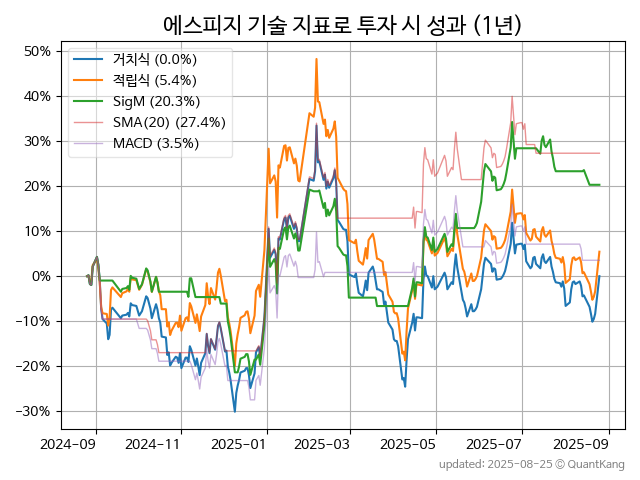 에스피지 기술 지표로 투자 시 성과 (1년)
거치식 (0.0%)
적립식 (5.4%)
SigM (20.3%)
SMA(20) (27.4%)
MACD (3.5%)
50%
40%
30%
20%
10%
0%
−10%
−20%
−30%
2024-09 2024-11 2025-01 2025-03 2025-05 2025-07 2025-09
updated: 2025-08-25 © QuantKang